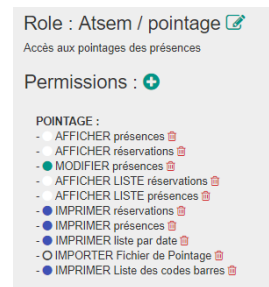 Role : Atsem / pointage
Accès aux pointages des présences
Permissions :
POINTAGE :
- AFFICHER présences
- AFFICHER réservations
- MODIFIER présences
- AFFICHER LISTE réservations
- AFFICHER LISTE présences
- IMPRIMER réservations
- IMPRIMER présences
- IMPRIMER liste par date
- IMPORTER Fichier de Pointage
- IMPRIMER Liste des codes barres